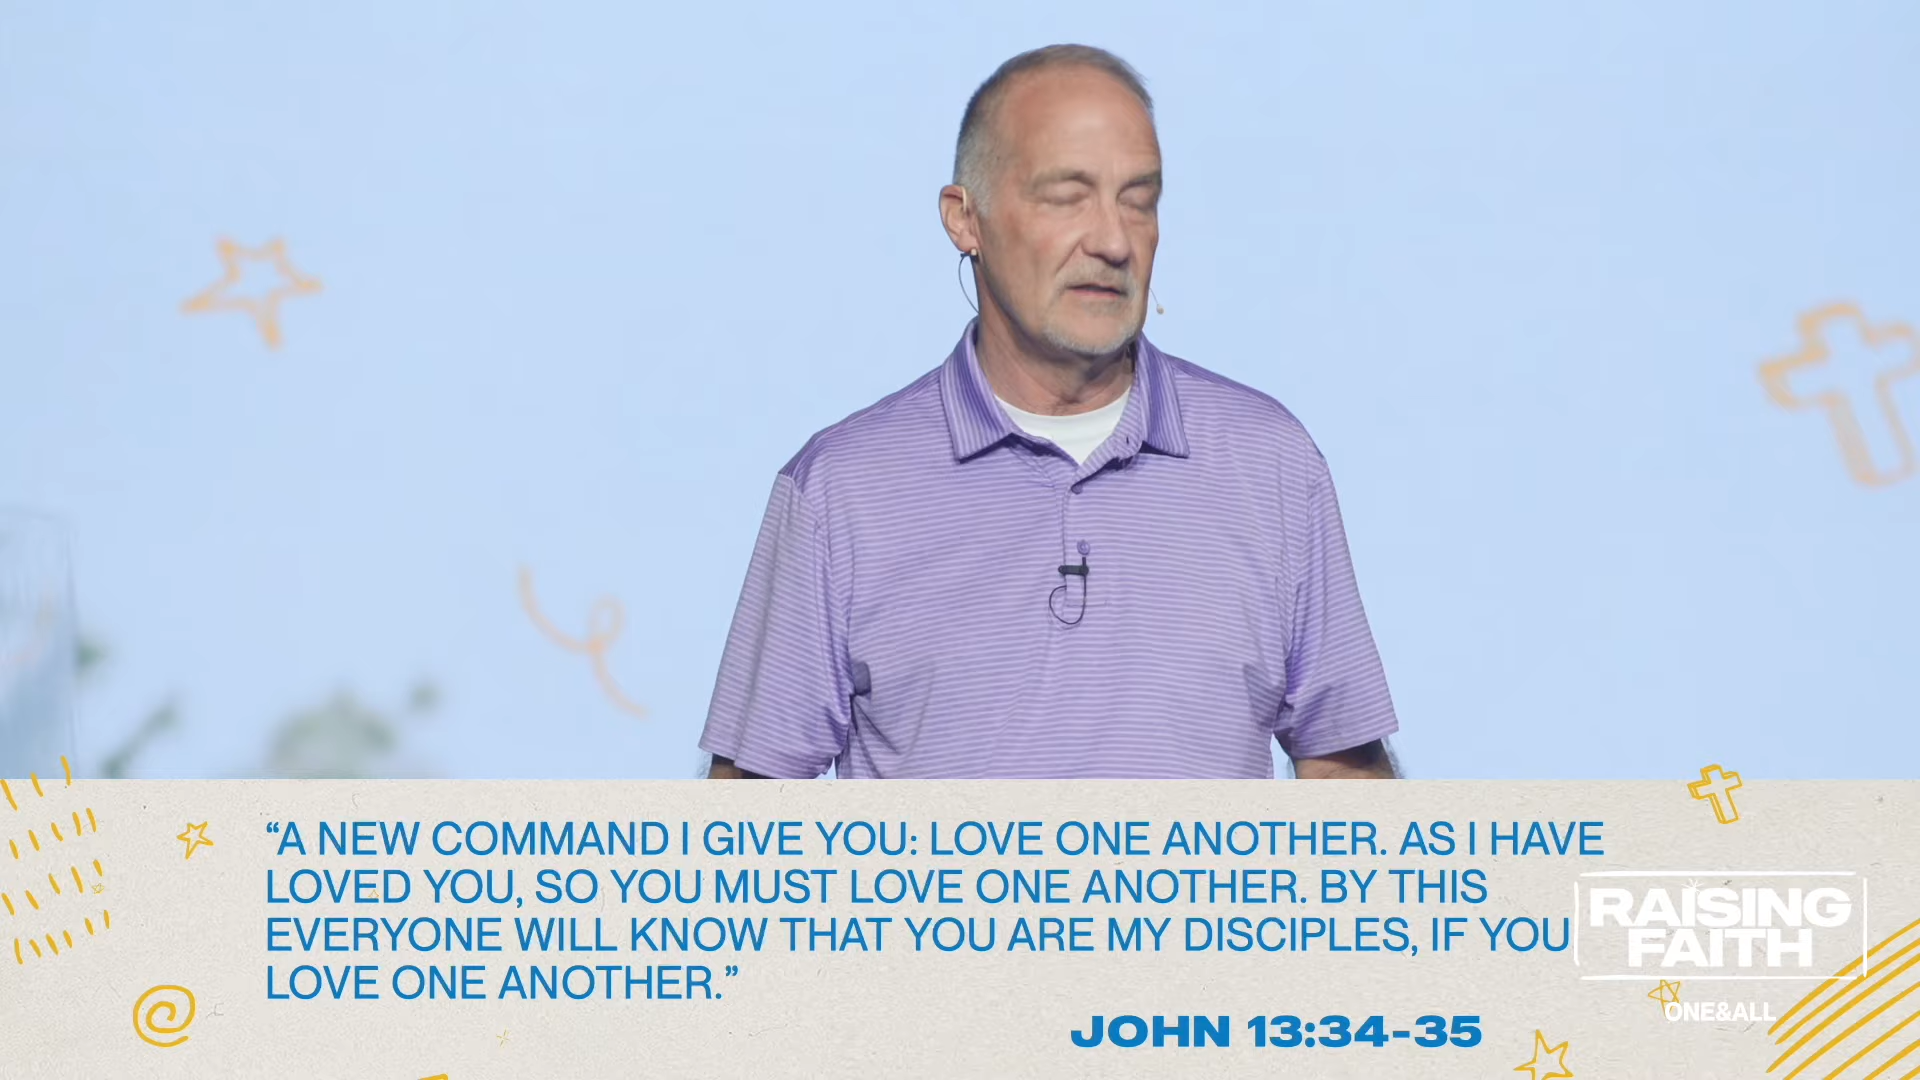 “A NEW COMMAND I GIVE YOU: LOVE ONE ANOTHER. AS I HAVE
LOVED YOU, SO YOU MUST LOVE ONE ANOTHER. BY THIS
EVERYONE WILL KNOW THAT YOU ARE MY DISCIPLES, IF YOU
LOVE ONE ANOTHER.”
JOHN 13:34-35
RAISING
FAITH
ONE&ALL